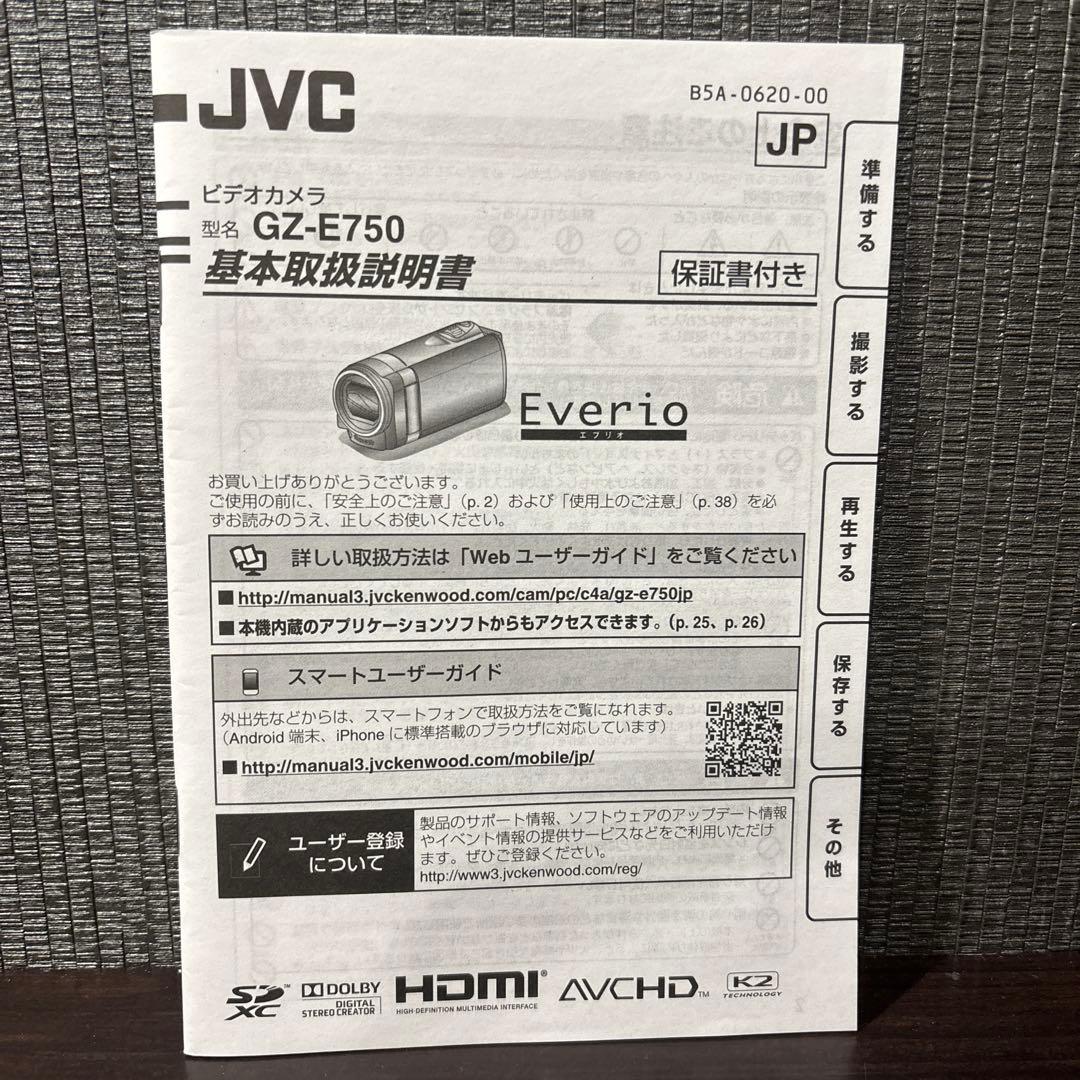 JVC
B5A-0620-00
JP
ビデオカメラ
型名 GZ-E750
基本取扱説明書
保証書付き
Everio
エブリオ
お買い上げありがとうございます。
ご使用の前に、「安全上のご注意」(p. 2) および「使用上のご注意」(p. 38) を必
ずお読みのうえ、正しくお使いください。
詳しい取扱方法は「Web ユーザーガイド」をご覧ください
■ http://manual3.jvckenwood.com/cam/pc/c4a/gz-e750jp
■ 本機内蔵のアプリケーションソフトからもアクセスできます。(p. 25、p. 26)
スマートユーザーガイド
外出先などからは、スマートフォンで取扱方法をご覧になれます。
(Android 端末、iPhone に標準搭載のブラウザに対応しています)
■ http://manual3.jvckenwood.com/mobile/jp/
ユーザー登録
について
製品のサポート情報、ソフトウェアのアップデート情報
やイベント情報の提供サービスなどをご利用いただけ
ます。ぜひご登録ください。
http://www3.jvckenwood.com/reg/
SD
XC™
DOLBY
DIGITAL
STEREO CREATOR
HDMI®
HIGH-DEFINITION MULTIMEDIA INTERFACE
AVCHD™
K2
TECHNOLOGY
準備する
撮影する
再生する
保存する
その他